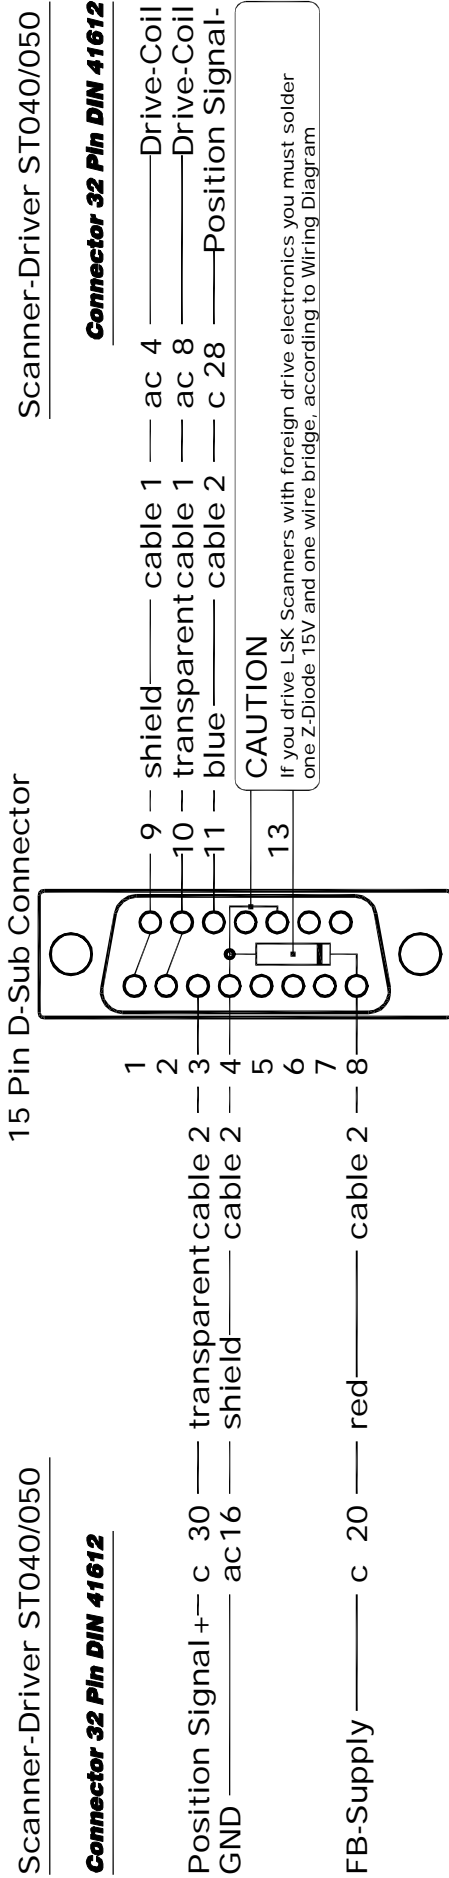 15 Pin D-Sub Connector
Scanner-Driver ST040/050
Connector 32 Pin DIN 41612
Position Signal + c 30 transparent cable 2 3
GND ac16 shield cable 2 4
FB-Supply c 20 red cable 2 8
1
2
5
6
7
Scanner-Driver ST040/050
Connector 32 Pin DIN 41612
9 shield cable 1 ac 4 Drive-Coil
10 transparent cable 1 ac 8 Drive-Coil
11 blue cable 2 c 28 Position Signal-
13
CAUTION
If you drive LSK Scanners with foreign drive electronics you must solder
one Z-Diode 15V and one wire bridge, according to Wiring Diagram